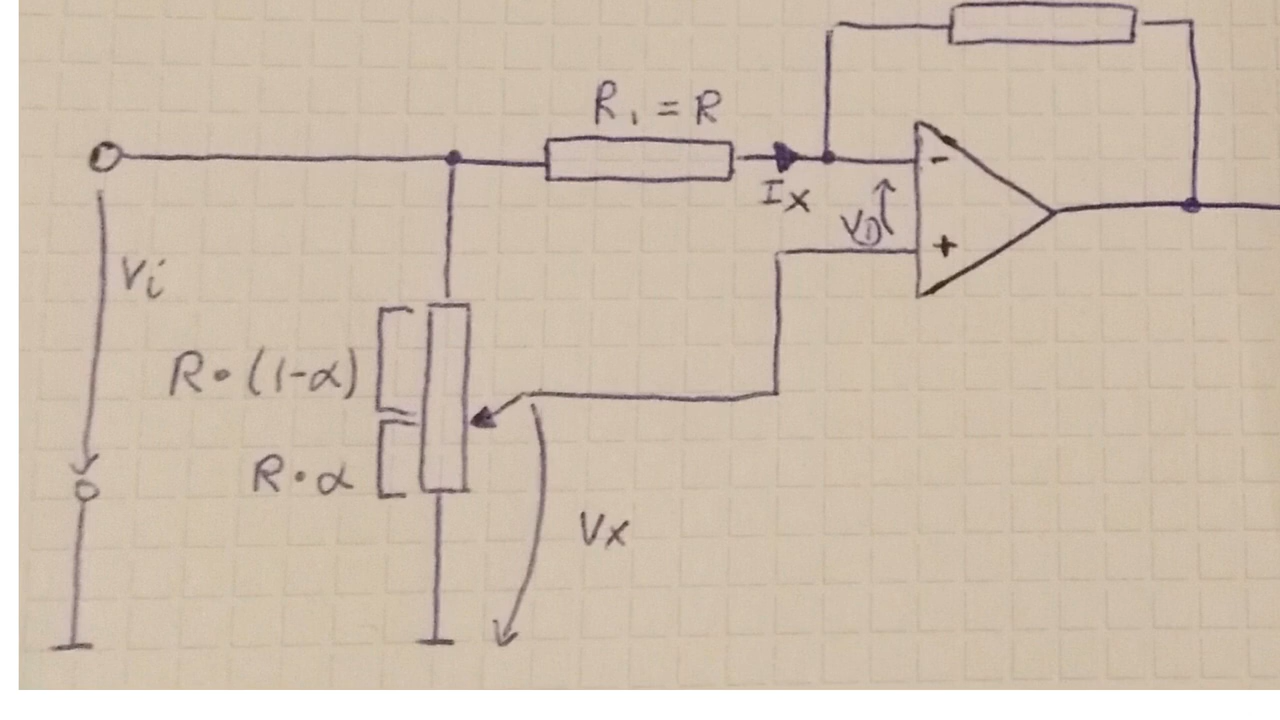 R₁ = R
-
Ix
VD
+
Vi
R•(1-α)
R•α
Vx